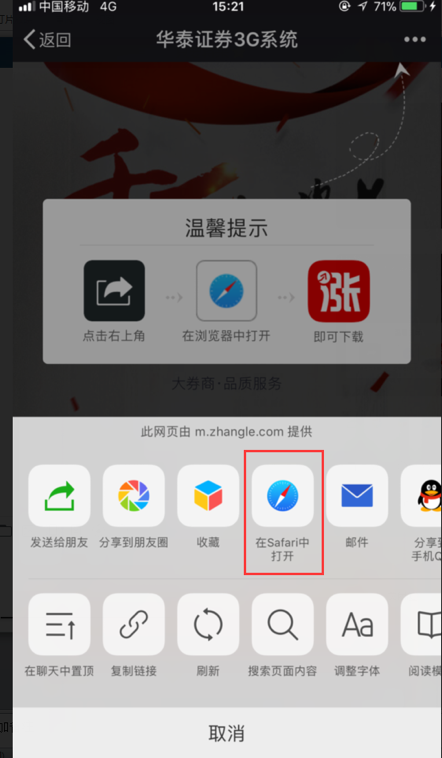 中国移动 4G 15:21 71%
返回 华泰证券3G系统
温馨提示
点击右上角 在浏览器中打开 即可下载
涨
大券商·品质服务
此网页由 m.zhangle.com 提供
发送给朋友 分享到朋友圈 收藏 在Safari中 邮件 分享到
打开 手机Q
在聊天中置顶 复制链接 刷新 搜索页面内容 调整字体 阅读模
Aa
取消